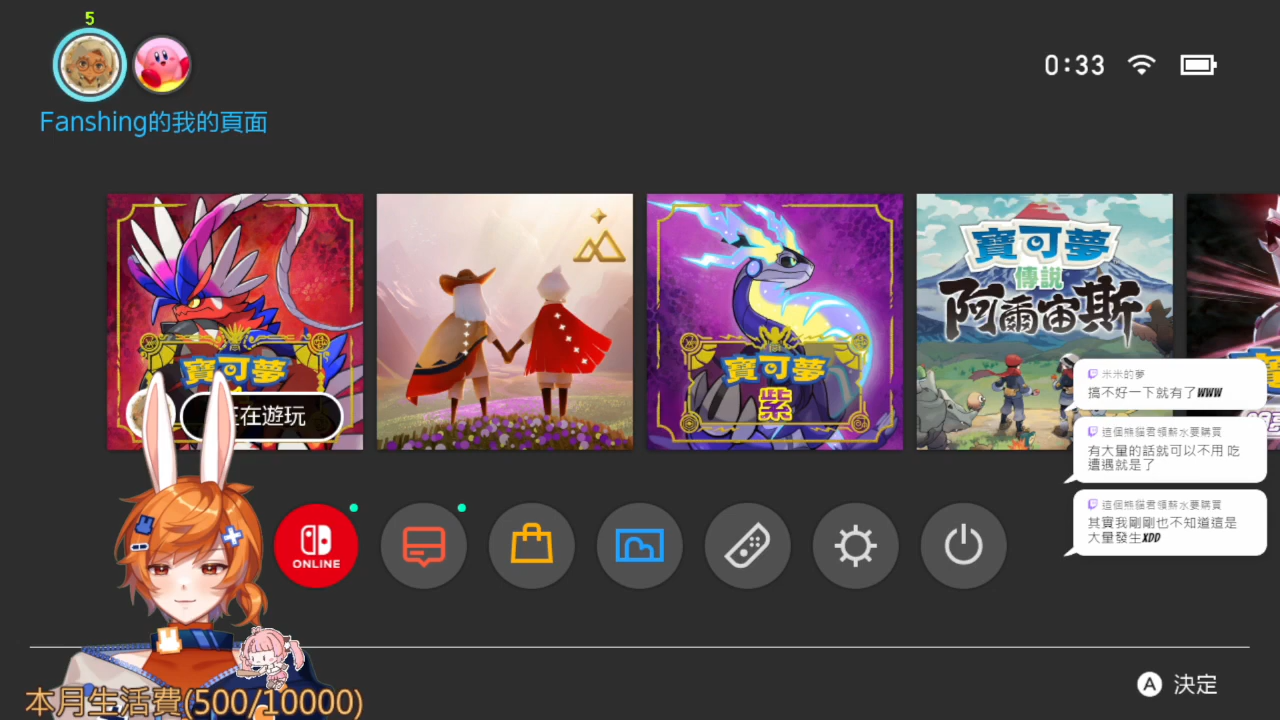 5
0:33
Fanshing的我的頁面
寶可夢
寶可夢
紫
寶可夢
傳說
阿爾宙斯
在遊玩
米米的夢
搞不好一下就有了WWW
這個熊貓君領薪水要購買
有大量的話就可以不用 吃
遭遇就是了
這個熊貓君領薪水要購買
其實我剛剛也不知道這是
大量發生XDD
ONLINE
A 決定
本月生活費(500/10000)